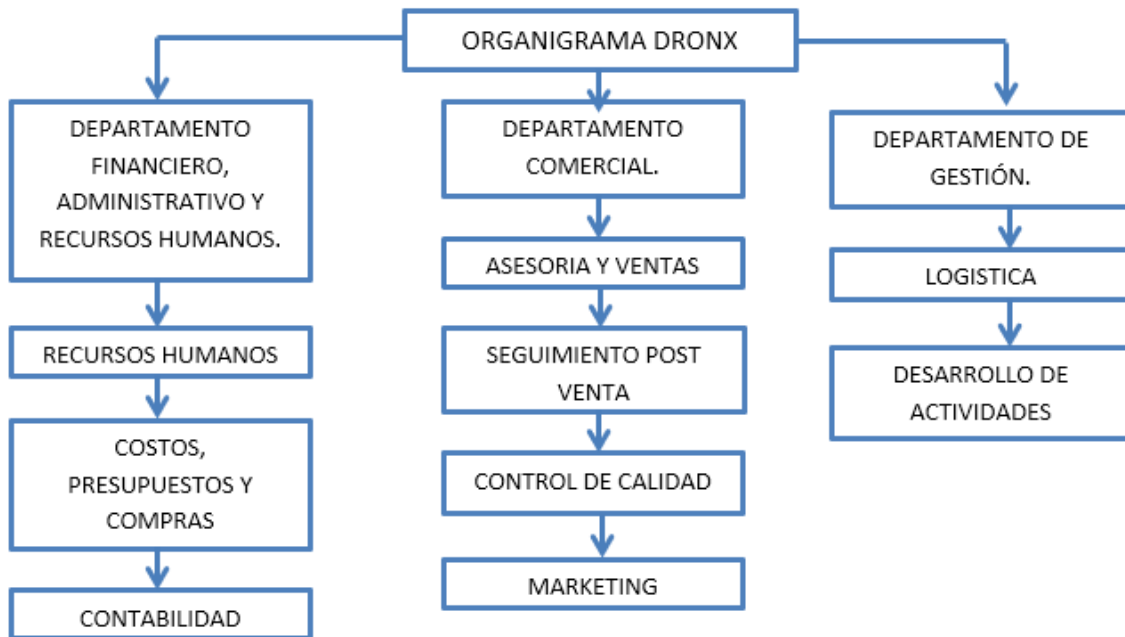 ORGANIGRAMA DRONX
DEPARTAMENTO
FINANCIERO,
ADMINISTRATIVO Y
RECURSOS HUMANOS.
RECURSOS HUMANOS
COSTOS,
PRESUPUESTOS Y
COMPRAS
CONTABILIDAD
DEPARTAMENTO
COMERCIAL.
ASESORIA Y VENTAS
SEGUIMIENTO POST
VENTA
CONTROL DE CALIDAD
MARKETING
DEPARTAMENTO DE
GESTIÓN.
LOGISTICA
DESARROLLO DE
ACTIVIDADES